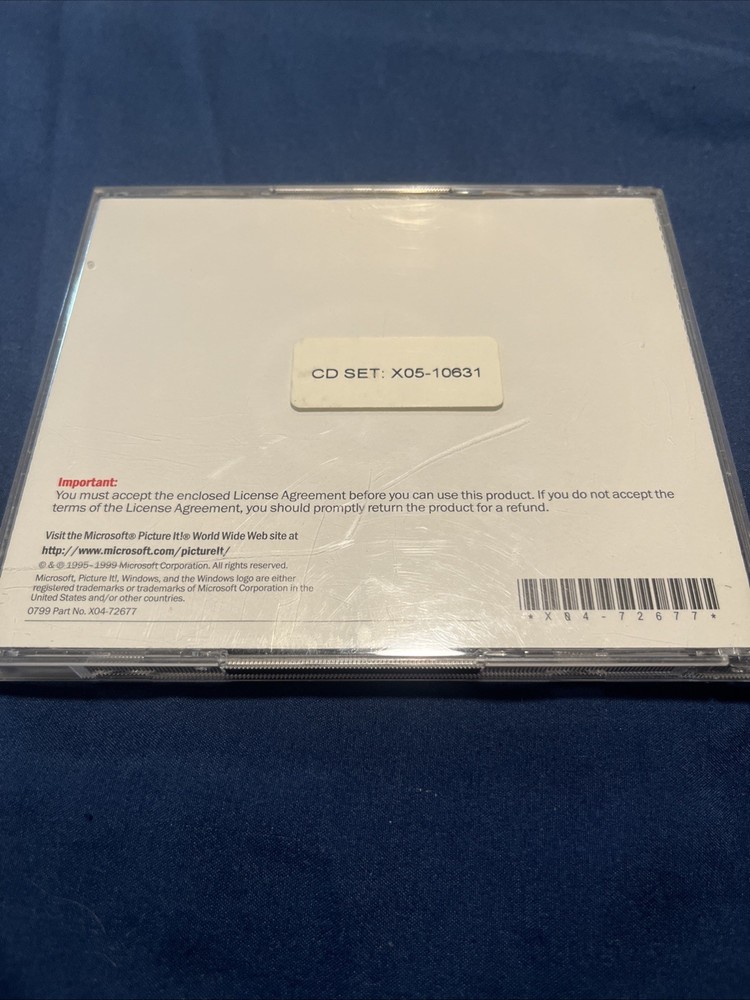 CD SET: X05-10631
Important:
You must accept the enclosed License Agreement before you can use this product. If you do not accept the
terms of the License Agreement, you should promptly return the product for a refund.
Visit the Microsoft® Picture It!® World Wide Web site at
http://www.microsoft.com/pictureIt/
© & ℗ 1995–1999 Microsoft Corporation. All rights reserved.
Microsoft, Picture It!, Windows, and the Windows logo are either
registered trademarks or trademarks of Microsoft Corporation in the
United States and/or other countries.
0799 Part No. X04-72677
*X04-72677*